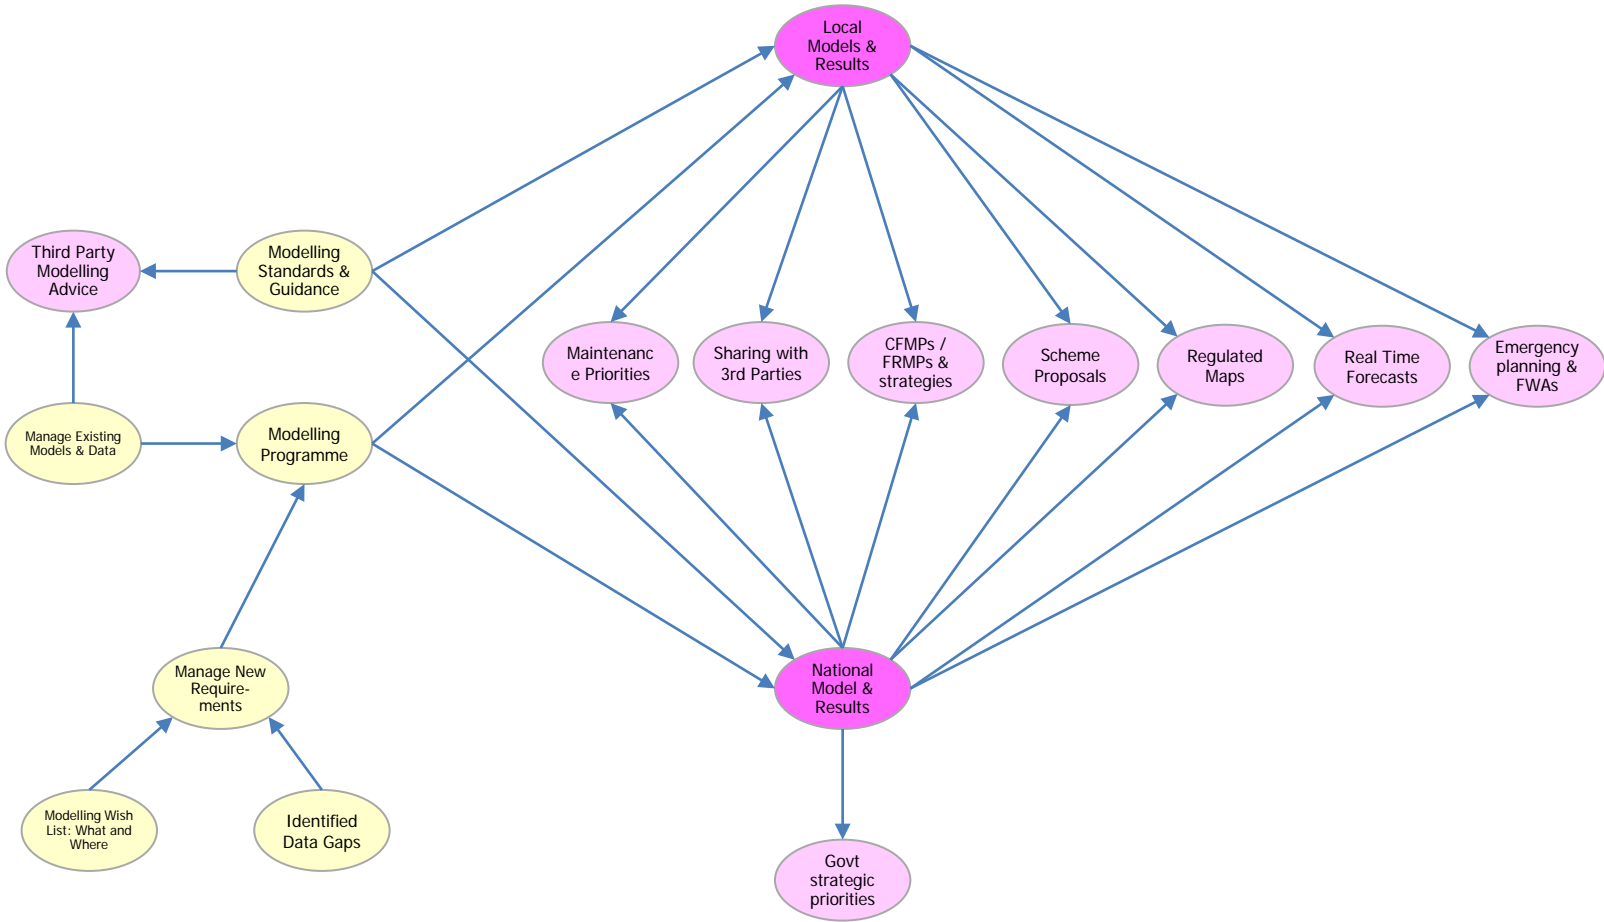 Local
Models &
Results
Third Party
Modelling
Advice
Modelling
Standards &
Guidance
Maintenanc
e Priorities
Sharing with
3rd Parties
CFMPs /
FRMPs &
strategies
Scheme
Proposals
Regulated
Maps
Real Time
Forecasts
Emergency
planning &
FWAs
Manage Existing
Models & Data
Modelling
Programme
Manage New
Require-
ments
National
Model &
Results
Modelling Wish
List: What and
Where
Identified
Data Gaps
Govt
strategic
priorities